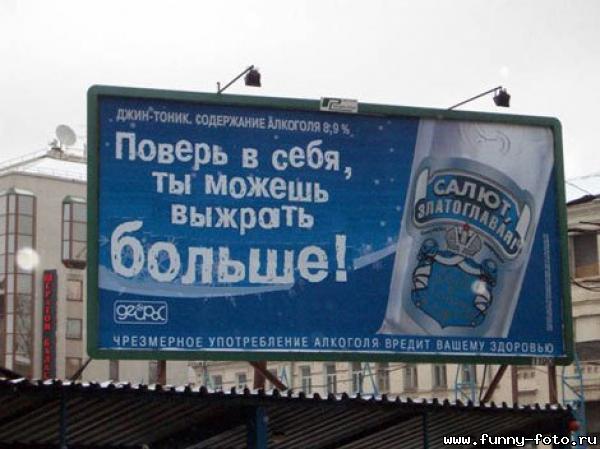 ДЖИН-ТОНИК. СОДЕРЖАНИЕ АЛКОГОЛЯ 8,9 %
Поверь в себя,
ты можешь
выжрать
больше!
САЛЮТ,
ЗЛАТОГЛАВАЯ!
ЧРЕЗМЕРНОЕ УПОТРЕБЛЕНИЕ АЛКОГОЛЯ ВРЕДИТ ВАШЕМУ ЗДОРОВЬЮ
www.funny-foto.ru